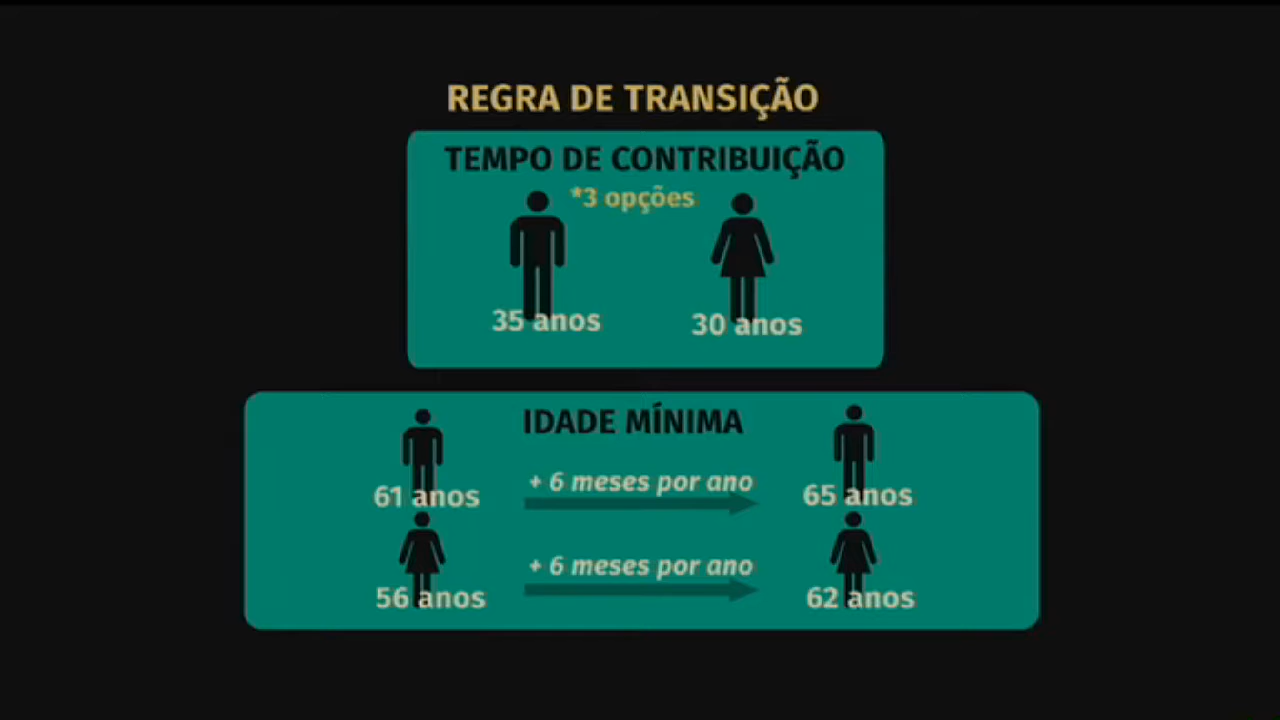 REGRA DE TRANSIÇÃO
TEMPO DE CONTRIBUIÇÃO
*3 opções
35 anos
30 anos
IDADE MÍNIMA
61 anos
+ 6 meses por ano
65 anos
56 anos
+ 6 meses por ano
62 anos